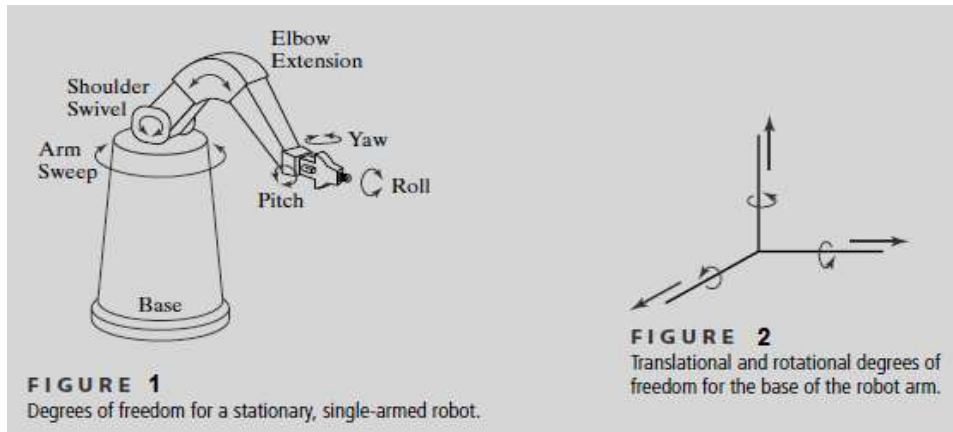 Elbow
Extension
Shoulder
Swivel
Arm
Sweep
Yaw
Roll
Pitch
Base
FIGURE 1
Degrees of freedom for a stationary, single-armed robot.
FIGURE 2
Translational and rotational degrees of
freedom for the base of the robot arm.